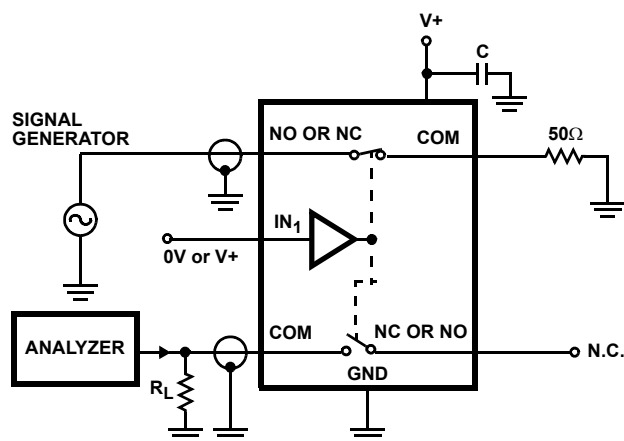 V+
C
SIGNAL
GENERATOR
NO OR NC
COM
50Ω
IN1
0V or V+
COM
NC OR NO
ANALYZER
N.C.
RL
GND